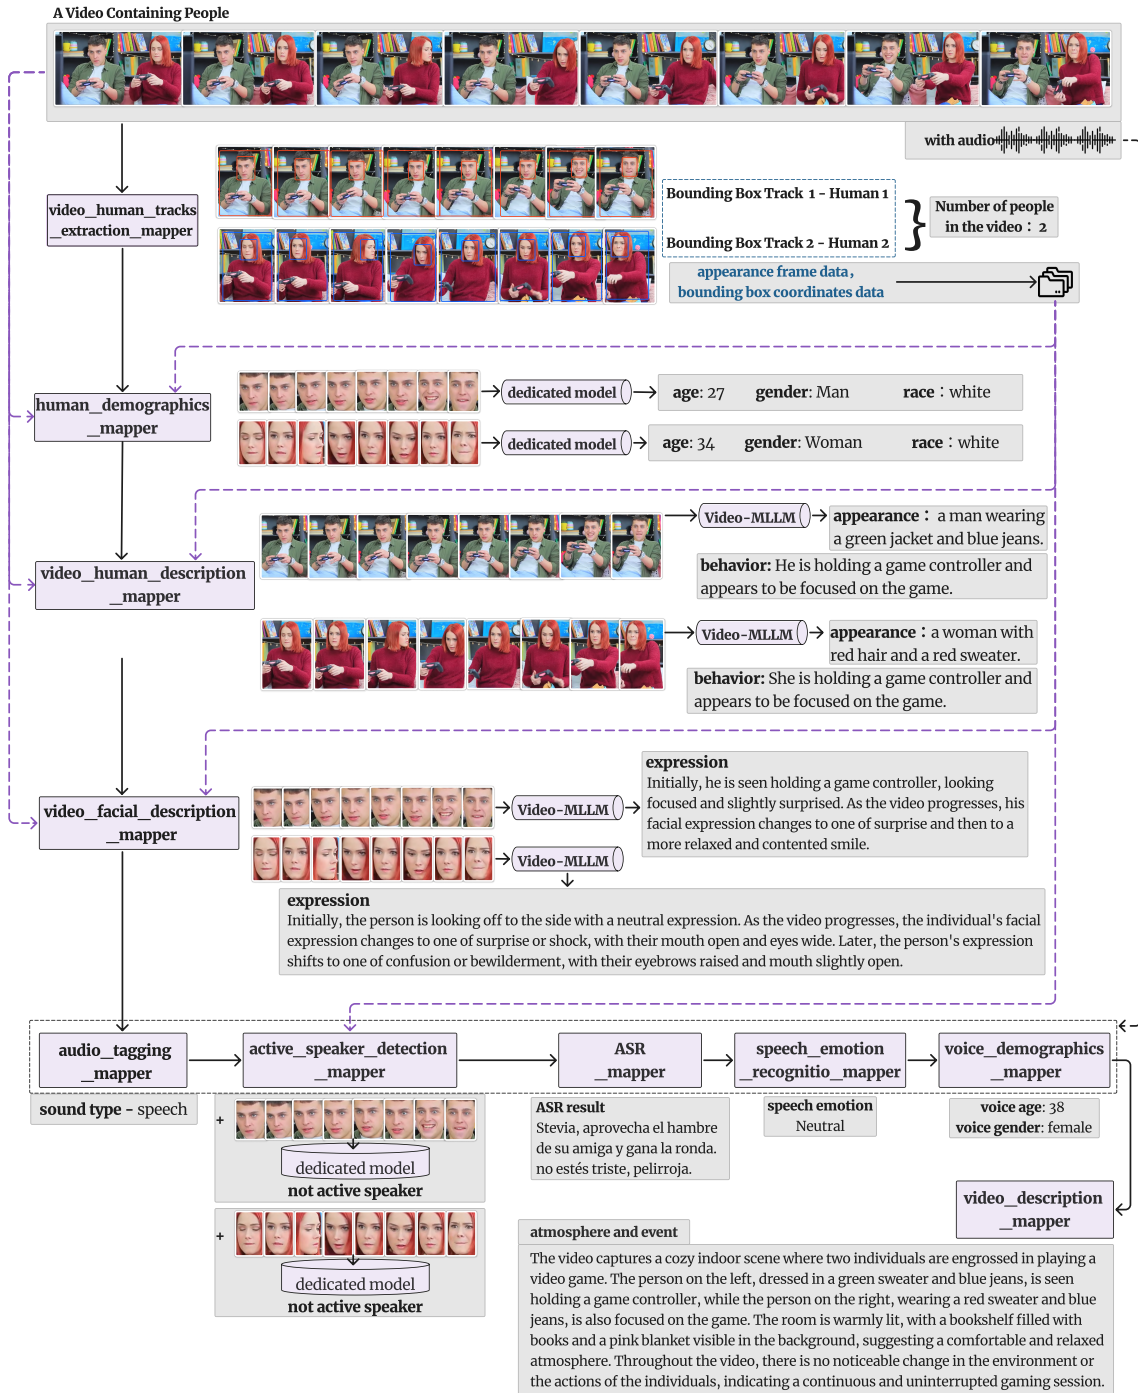 A Video Containing People
with audio
video_human_tracks
_extraction_mapper
Bounding Box Track 1 - Human 1
Bounding Box Track 2 - Human 2
Number of people
in the video： 2
appearance frame data，
bounding box coordinates data
human_demographics
_mapper
dedicated model
age: 27 gender: Man race：white
dedicated model
age: 34 gender: Woman race：white
video_human_description
_mapper
Video-MLLM
appearance： a man wearing
a green jacket and blue jeans.
behavior: He is holding a game controller and
appears to be focused on the game.
Video-MLLM
appearance：a woman with
red hair and a red sweater.
behavior: She is holding a game controller and
appears to be focused on the game.
video_facial_description
_mapper
Video-MLLM
expression
Initially, he is seen holding a game controller, looking
focused and slightly surprised. As the video progresses, his
facial expression changes to one of surprise and then to a
more relaxed and contented smile.
Video-MLLM
expression
Initially, the person is looking off to the side with a neutral expression. As the video progresses, the individual's facial
expression changes to one of surprise or shock, with their mouth open and eyes wide. Later, the person's expression
shifts to one of confusion or bewilderment, with their eyebrows raised and mouth slightly open.
audio_tagging
_mapper
active_speaker_detection
_mapper
ASR
_mapper
speech_emotion
_recognitio_mapper
voice_demographics
_mapper
sound type - speech
+
dedicated model
not active speaker
+
dedicated model
not active speaker
ASR result
Stevia, aprovecha el hambre
de su amiga y gana la ronda.
no estés triste, pelirroja.
speech emotion
Neutral
voice age: 38
voice gender: female
video_description
_mapper
atmosphere and event
The video captures a cozy indoor scene where two individuals are engrossed in playing a
video game. The person on the left, dressed in a green sweater and blue jeans, is seen
holding a game controller, while the person on the right, wearing a red sweater and blue
jeans, is also focused on the game. The room is warmly lit, with a bookshelf filled with
books and a pink blanket visible in the background, suggesting a comfortable and relaxed
atmosphere. Throughout the video, there is no noticeable change in the environment or
the actions of the individuals, indicating a continuous and uninterrupted gaming session.